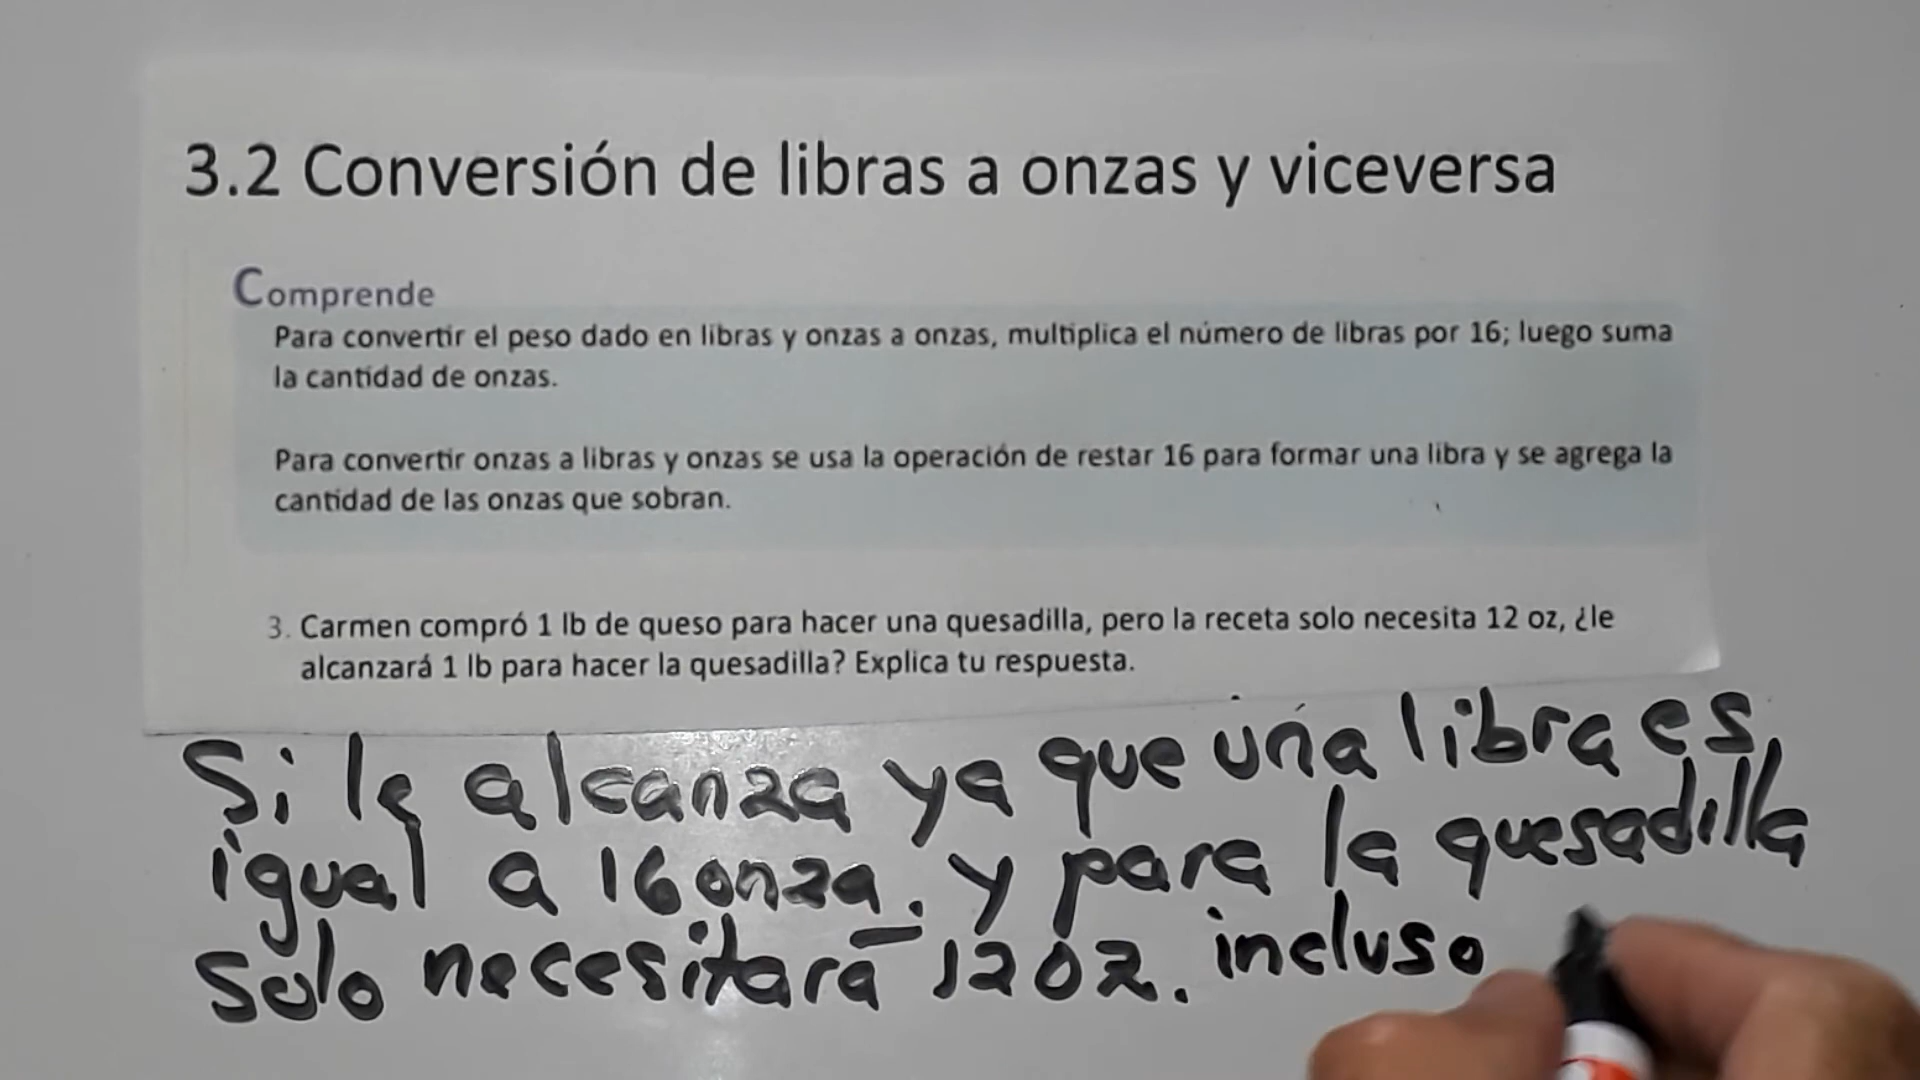 3.2 Conversión de libras a onzas y viceversa
Comprende
Para convertir el peso dado en libras y onzas a onzas, multiplica el número de libras por 16; luego suma
la cantidad de onzas.
Para convertir onzas a libras y onzas se usa la operación de restar 16 para formar una libra y se agrega la
cantidad de las onzas que sobran.
3. Carmen compró 1 lb de queso para hacer una quesadilla, pero la receta solo necesita 12 oz, ¿le
alcanzará 1 lb para hacer la quesadilla? Explica tu respuesta.
Si le alcanza ya que una libra es
igual a 16 onza. y para la quesadilla
solo necesitará 12 oz. incluso